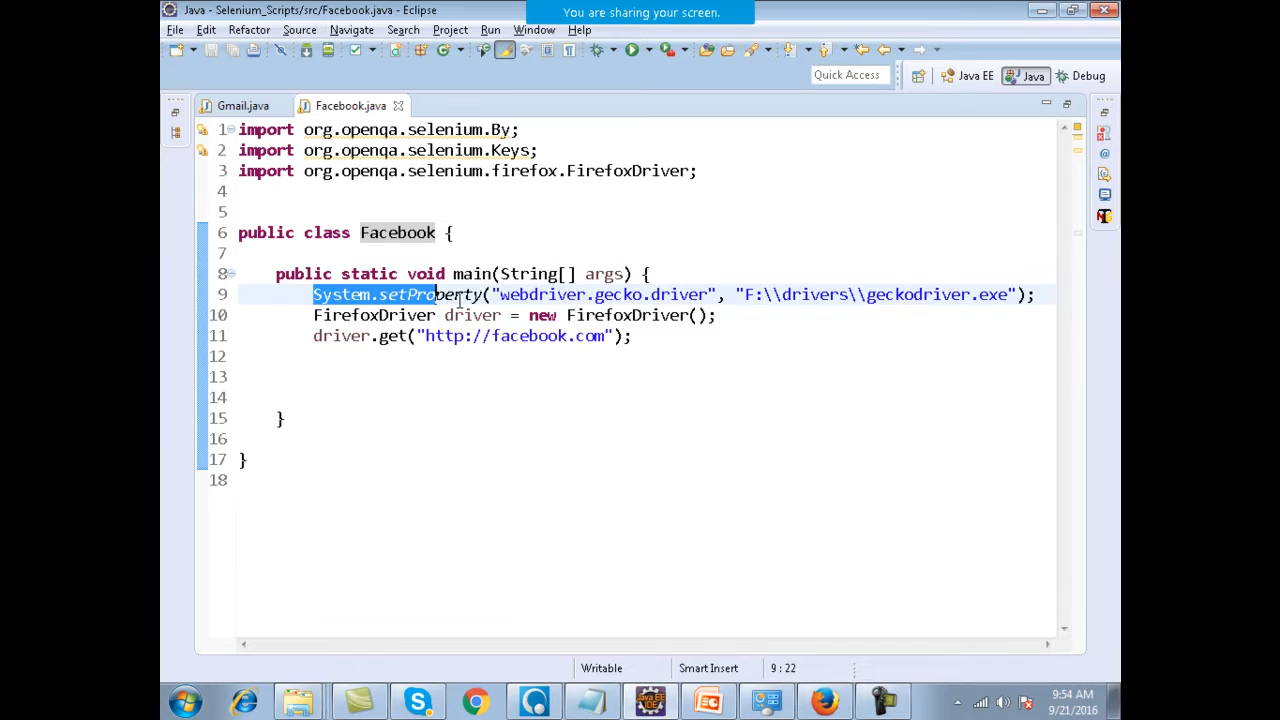 Java - Selenium_Scripts/src/Facebook.java - Eclipse
You are sharing your screen.
File Edit Refactor Source Navigate Search Project Run Window Help
Quick Access
Java EE
Java
Debug
Gmail.java
Facebook.java
1 import org.openqa.selenium.By;
2 import org.openqa.selenium.Keys;
3 import org.openqa.selenium.firefox.FirefoxDriver;
4
5
6 public class Facebook {
7
8 public static void main(String[] args) {
9 System.setProperty("webdriver.gecko.driver", "F:\\drivers\\geckodriver.exe");
10 FirefoxDriver driver = new FirefoxDriver();
11 driver.get("http://facebook.com");
12
13
14
15 }
16
17 }
18
Writable
Smart Insert
9 : 22
9:54 AM
9/21/2016